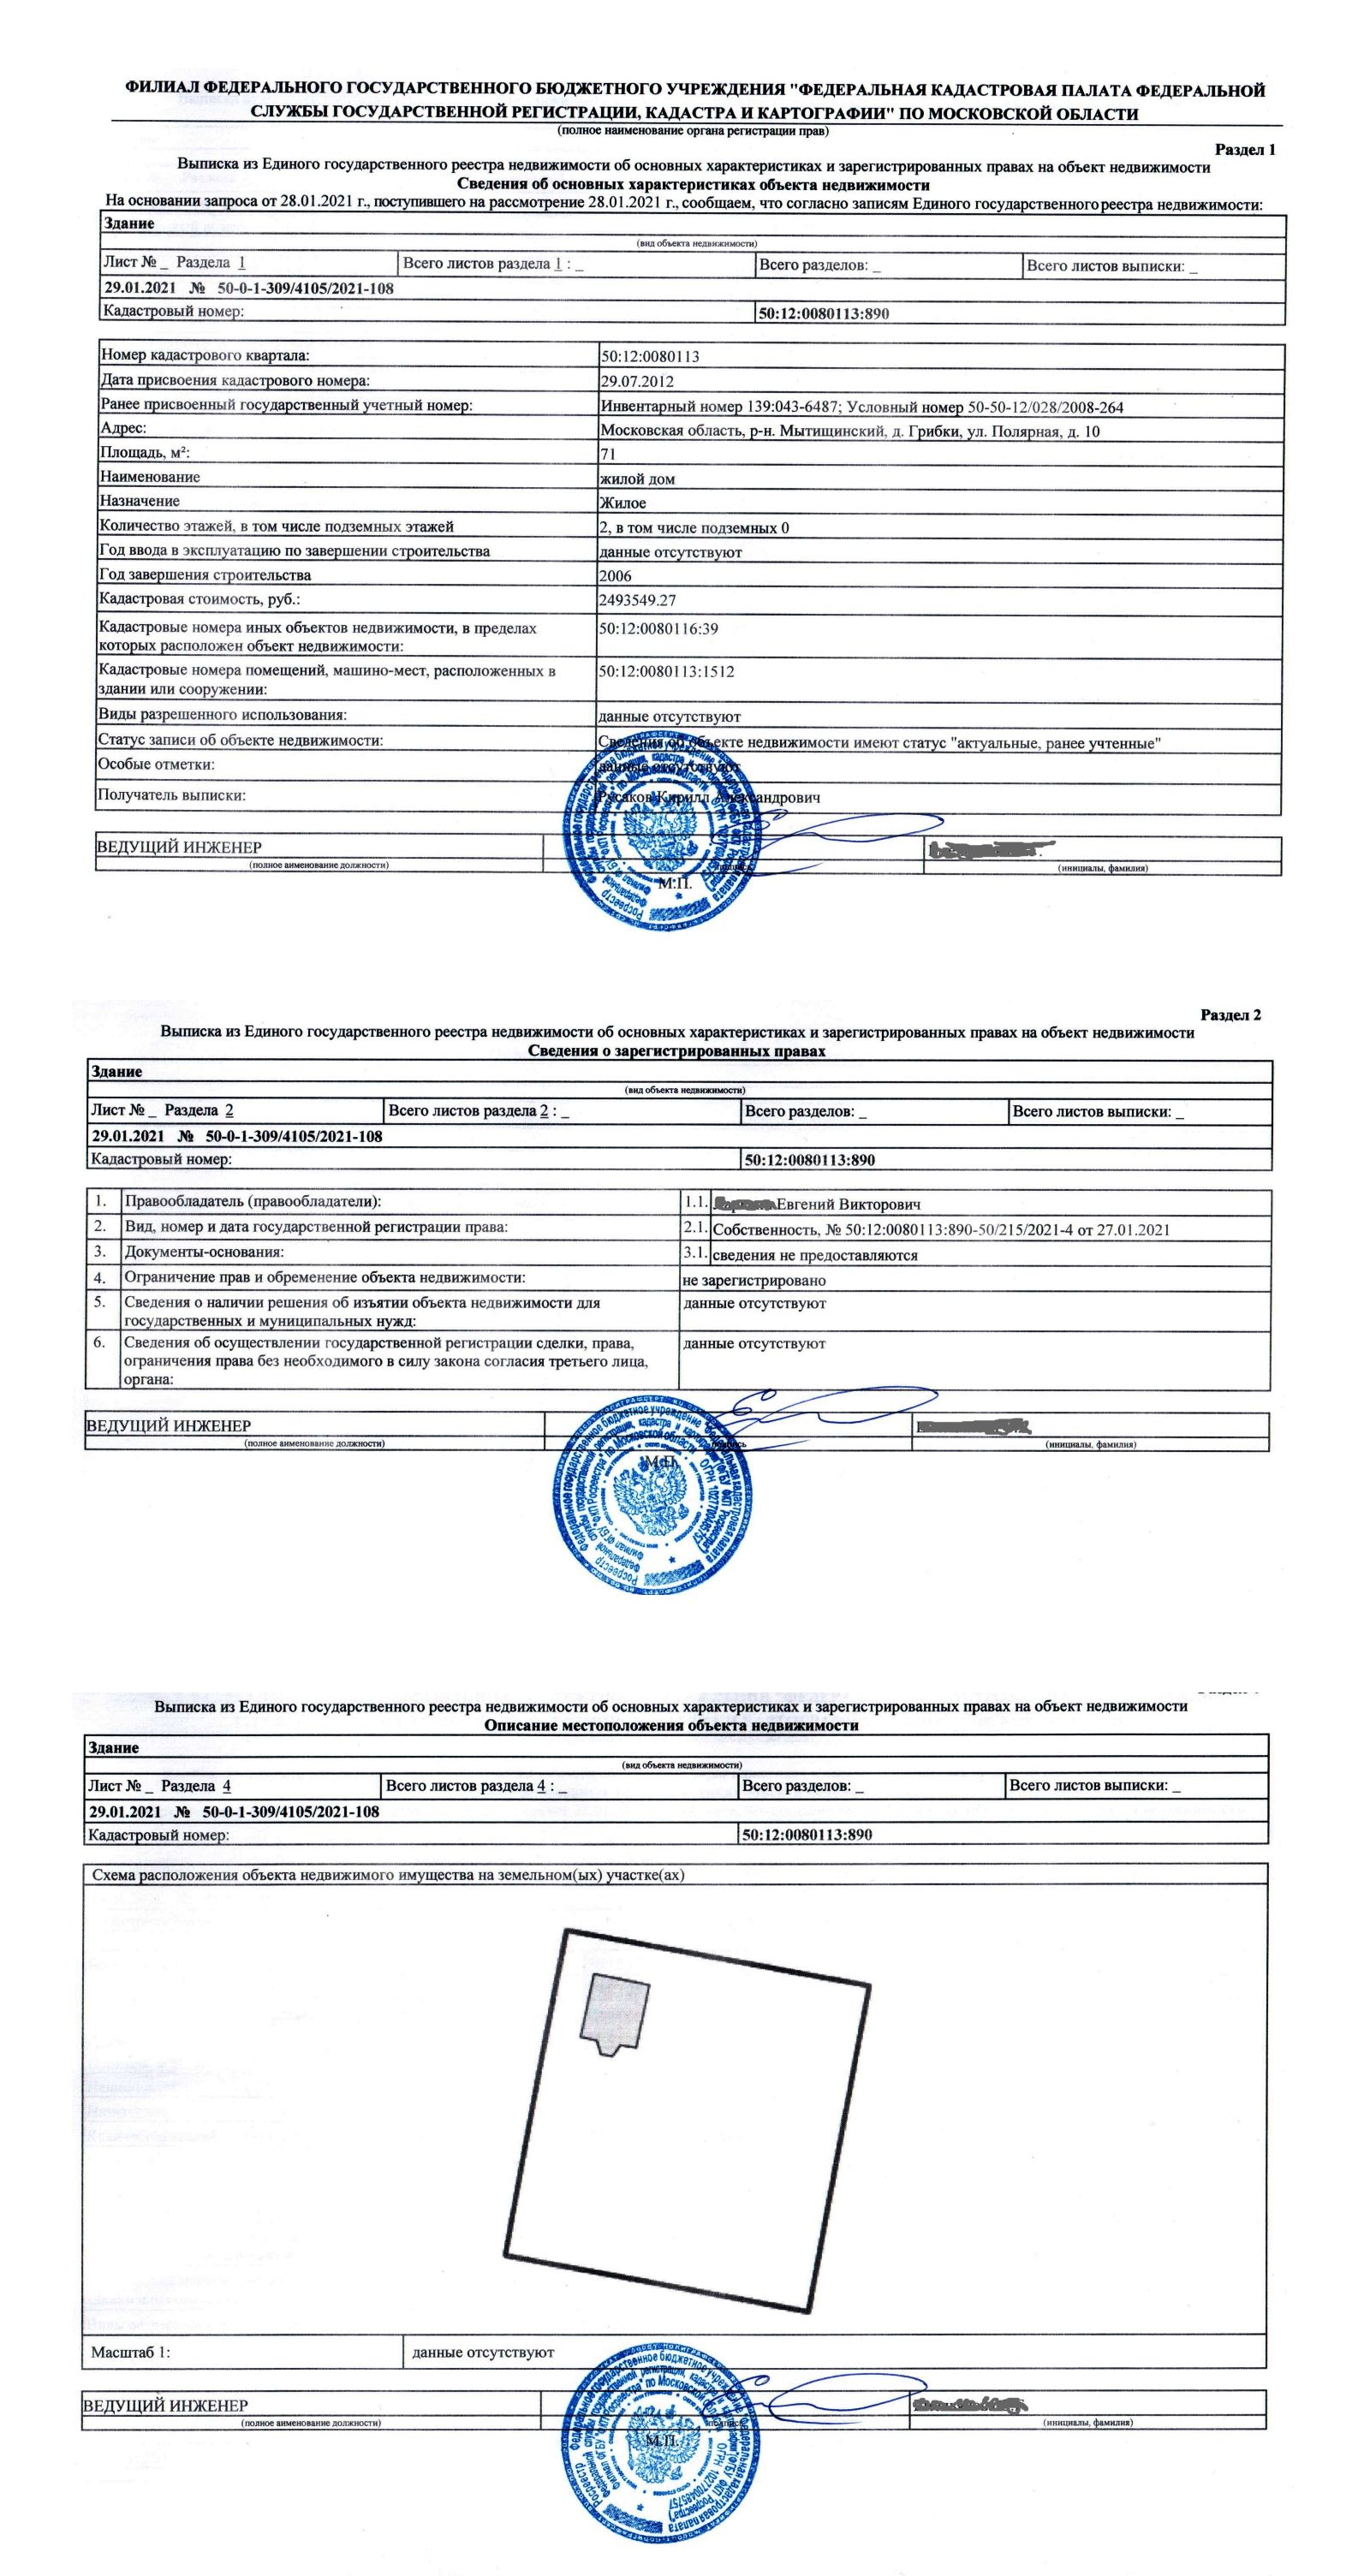 ФИЛИАЛ ФЕДЕРАЛЬНОГО ГОСУДАРСТВЕННОГО БЮДЖЕТНОГО УЧРЕЖДЕНИЯ "ФЕДЕРАЛЬНАЯ КАДАСТРОВАЯ ПАЛАТА ФЕДЕРАЛЬНОЙ
СЛУЖБЫ ГОСУДАРСТВЕННОЙ РЕГИСТРАЦИИ, КАДАСТРА И КАРТОГРАФИИ" ПО МОСКОВСКОЙ ОБЛАСТИ
(полное наименование органа регистрации прав)
Раздел 1
Выписка из Единого государственного реестра недвижимости об основных характеристиках и зарегистрированных правах на объект недвижимости
Сведения об основных характеристиках объекта недвижимости
На основании запроса от 28.01.2021 г., поступившего на рассмотрение 28.01.2021 г., сообщаем, что согласно записям Единого государственного реестра недвижимости:
Здание
(вид объекта недвижимости)
Лист № _ Раздела 1 Всего листов раздела 1 : _ Всего разделов: _ Всего листов выписки: _
29.01.2021 № 50-0-1-309/4105/2021-108
Кадастровый номер: 50:12:0080113:890
Номер кадастрового квартала: 50:12:0080113
Дата присвоения кадастрового номера: 29.07.2012
Ранее присвоенный государственный учетный номер: Инвентарный номер 139:043-6487; Условный номер 50-50-12/028/2008-264
Адрес: Московская область, р-н. Мытищинский, д. Грибки, ул. Полярная, д. 10
Площадь, м²: 71
Наименование жилой дом
Назначение Жилое
Количество этажей, в том числе подземных этажей 2, в том числе подземных 0
Год ввода в эксплуатацию по завершении строительства данные отсутствуют
Год завершения строительства 2006
Кадастровая стоимость, руб.: 2493549.27
Кадастровые номера иных объектов недвижимости, в пределах 50:12:0080116:39
которых расположен объект недвижимости:
Кадастровые номера помещений, машино-мест, расположенных в 50:12:0080113:1512
здании или сооружении:
Виды разрешенного использования: данные отсутствуют
Статус записи об объекте недвижимости: Сведения об объекте недвижимости имеют статус "актуальные, ранее учтенные"
Особые отметки: данные отсутствуют
Получатель выписки: Русаков Кирилл Александрович
ВЕДУЩИЙ ИНЖЕНЕР
(полное аименование должности) подпись (инициалы, фамилия)
М.П.
Раздел 2
Выписка из Единого государственного реестра недвижимости об основных характеристиках и зарегистрированных правах на объект недвижимости
Сведения о зарегистрированных правах
Здание
(вид объекта недвижимости)
Лист № _ Раздела 2 Всего листов раздела 2 : _ Всего разделов: _ Всего листов выписки: _
29.01.2021 № 50-0-1-309/4105/2021-108
Кадастровый номер: 50:12:0080113:890
1. Правообладатель (правообладатели): 1.1. Евгений Викторович
2. Вид, номер и дата государственной регистрации права: 2.1. Собственность, № 50:12:0080113:890-50/215/2021-4 от 27.01.2021
3. Документы-основания: 3.1. сведения не предоставляются
4. Ограничение прав и обременение объекта недвижимости: не зарегистрировано
5. Сведения о наличии решения об изъятии объекта недвижимости для данные отсутствуют
государственных и муниципальных нужд:
6. Сведения об осуществлении государственной регистрации сделки, права, данные отсутствуют
ограничения права без необходимого в силу закона согласия третьего лица,
органа:
ВЕДУЩИЙ ИНЖЕНЕР
(полное аименование должности) подпись (инициалы, фамилия)
М.П.
Выписка из Единого государственного реестра недвижимости об основных характеристиках и зарегистрированных правах на объект недвижимости
Описание местоположения объекта недвижимости
Здание
(вид объекта недвижимости)
Лист № _ Раздела 4 Всего листов раздела 4 : _ Всего разделов: _ Всего листов выписки: _
29.01.2021 № 50-0-1-309/4105/2021-108
Кадастровый номер: 50:12:0080113:890
Схема расположения объекта недвижимого имущества на земельном(ых) участке(ах)
Масштаб 1: данные отсутствуют
ВЕДУЩИЙ ИНЖЕНЕР
(полное аименование должности) подпись (инициалы, фамилия)
М.П.